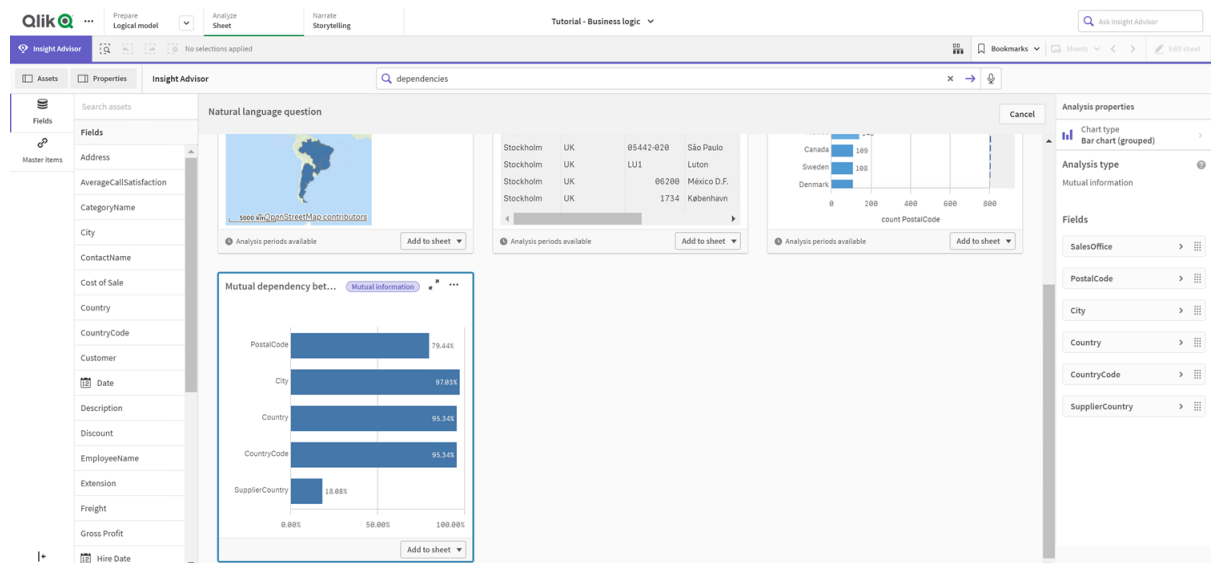 Qlik
...
Prepare
Logical model
Analyze
Sheet
Narrate
Storytelling
Tutorial - Business logic
Ask Insight Advisor
Insight Advisor
No selections applied
Bookmarks
Sheets
Edit sheet
Assets
Properties
Insight Advisor
dependencies
Fields
Master items
Search assets
Fields
Address
AverageCallSatisfaction
CategoryName
City
ContactName
Cost of Sale
Country
CountryCode
Customer
Date
Description
Discount
EmployeeName
Extension
Freight
Gross Profit
Hire Date
Natural language question
Cancel
5000 km
OpenStreetMap contributors
Analysis periods available
Add to sheet
Stockholm UK 05442-020 São Paulo
Stockholm UK LU1 Luton
Stockholm UK 06200 México D.F.
Stockholm UK 1734 København
Analysis periods available
Add to sheet
Canada 109
Sweden 108
Denmark
0 200 400 600 800
count PostalCode
Analysis periods available
Add to sheet
Mutual dependency bet...
Mutual information
PostalCode 79.44%
City 97.03%
Country 95.34%
CountryCode 95.34%
SupplierCountry 18.08%
0.00% 50.00% 100.00%
Add to sheet
Analysis properties
Chart type
Bar chart (grouped)
Analysis type
Mutual information
Fields
SalesOffice
PostalCode
City
Country
CountryCode
SupplierCountry